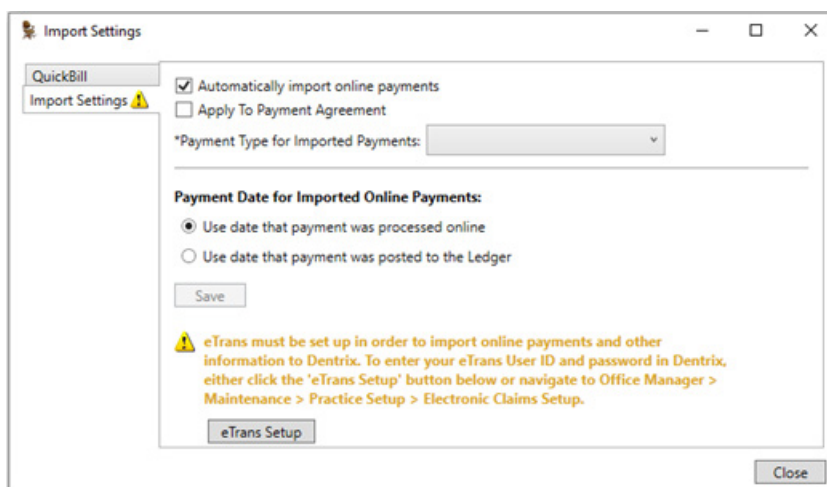 Import Settings
QuickBill
Import Settings
Automatically import online payments
Apply To Payment Agreement
*Payment Type for Imported Payments:
Payment Date for Imported Online Payments:
Use date that payment was processed online
Use date that payment was posted to the Ledger
Save
eTrans must be set up in order to import online payments and other
information to Dentrix. To enter your eTrans User ID and password in Dentrix,
either click the 'eTrans Setup' button below or navigate to Office Manager >
Maintenance > Practice Setup > Electronic Claims Setup.
eTrans Setup
Close